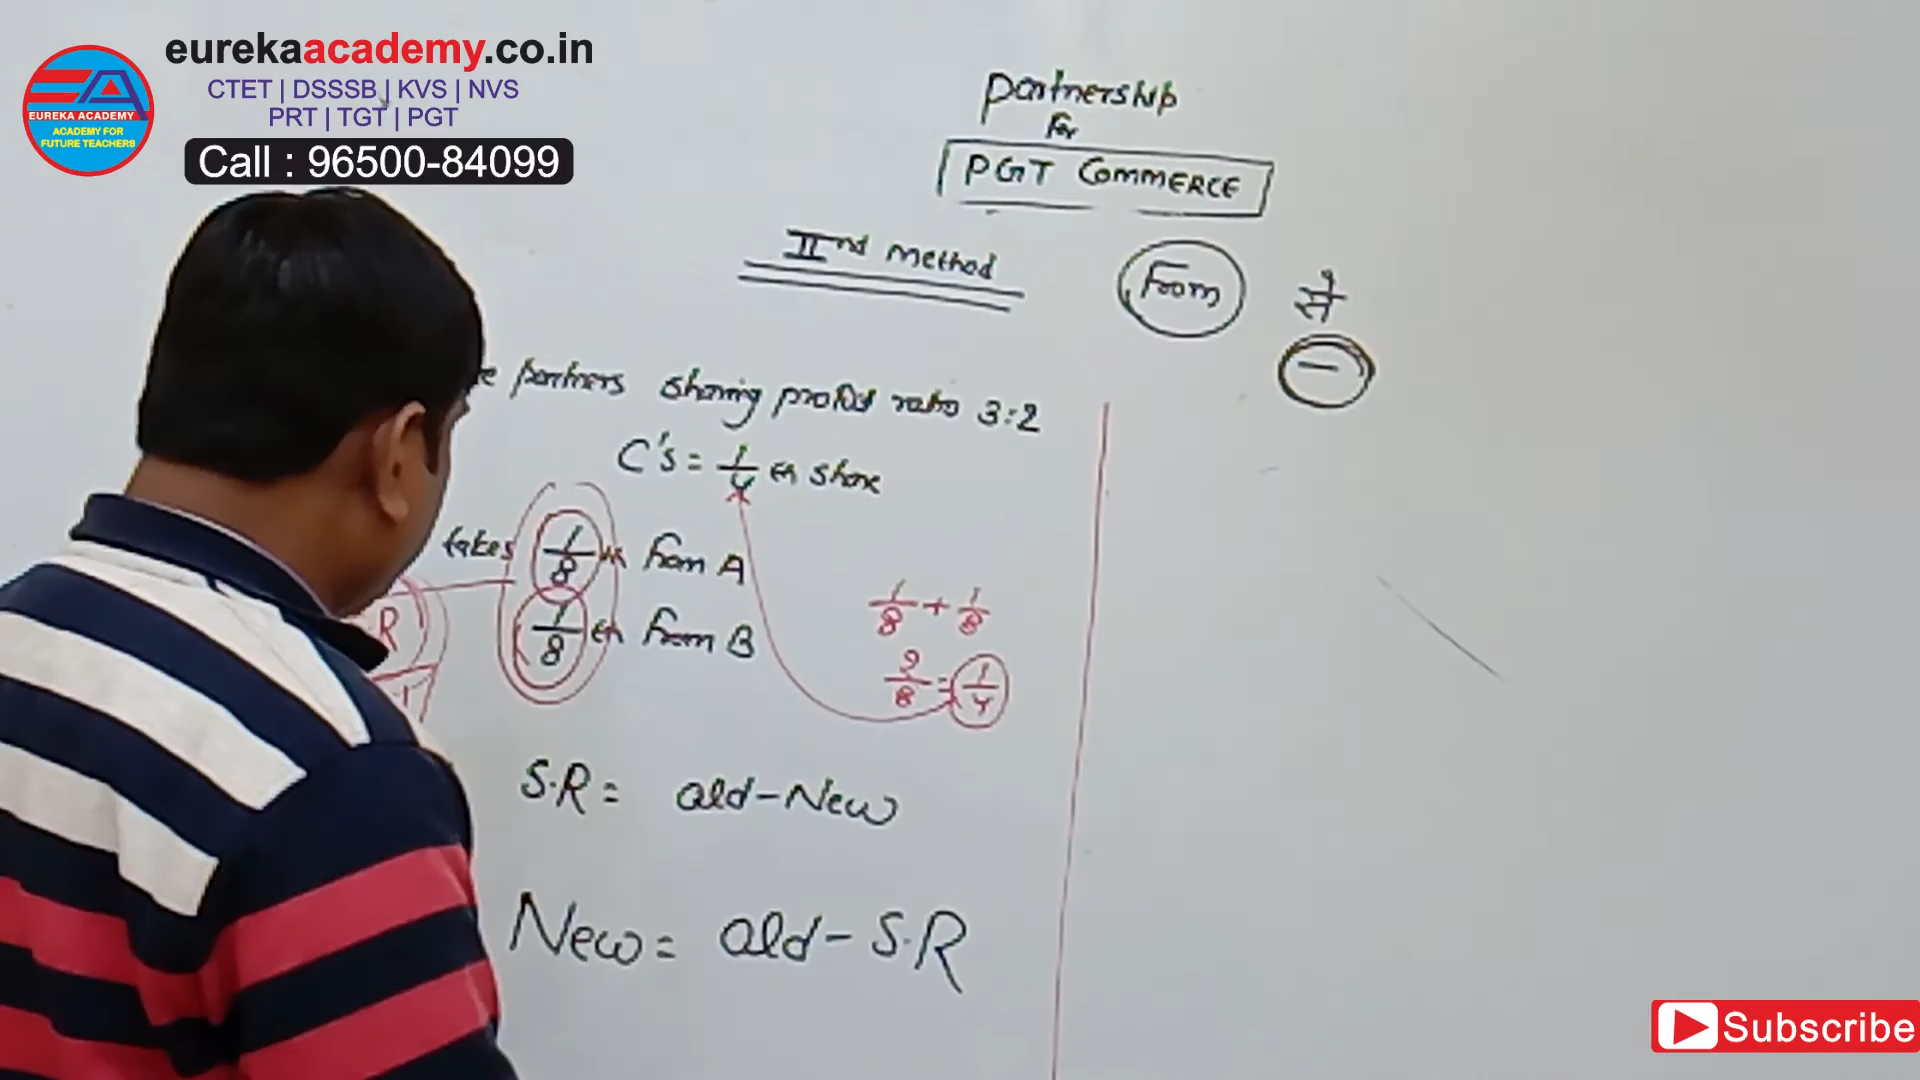 eurekaacademy.co.in
CTET | DSSSB | KVS | NVS
PRT | TGT | PGT
Call : 96500-84099
EUREKA ACADEMY
ACADEMY FOR
FUTURE TEACHERS
Partnership
For
PGT COMMERCE
IInd Method
From
से
-
partners sharing profit ratio 3:2
C's = 1/4 th share
takes 1/8 th from A
1/8 th from B
R
1/8 + 1/8
2/8 = 1/4
S.R = old - New
New = old - S.R
Subscribe